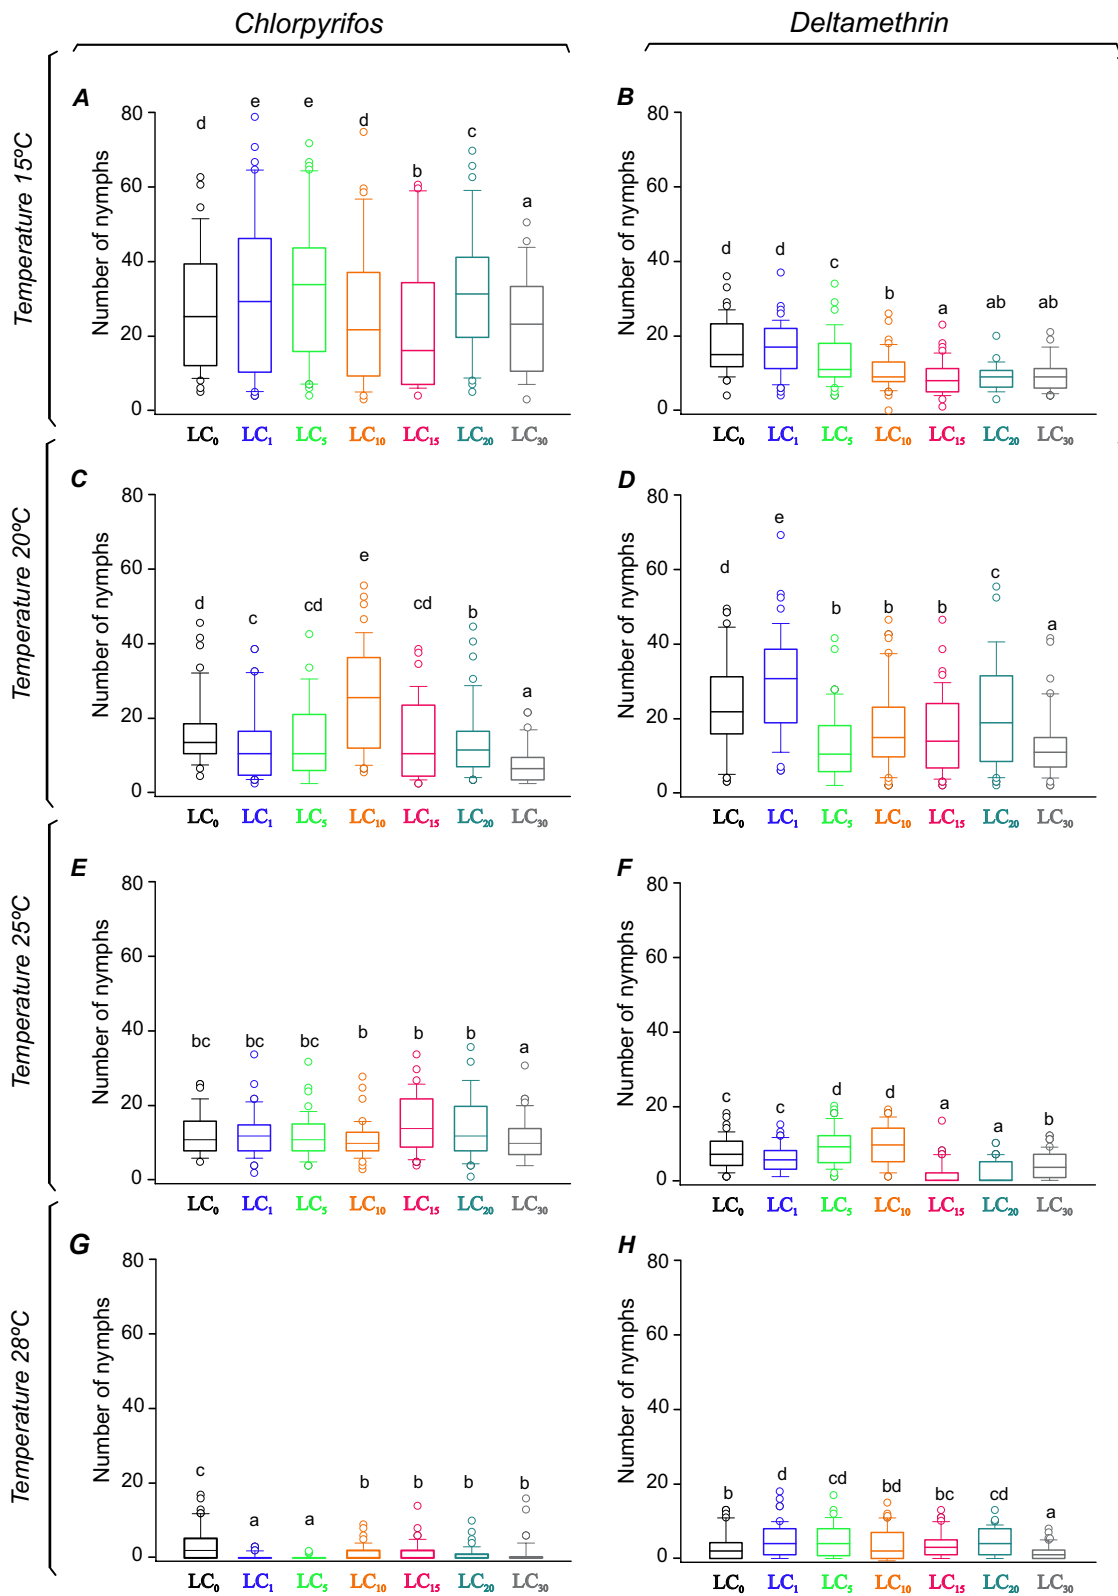 Chlorpyrifos
Deltamethrin
Temperature 15ºC
A
Number of nymphs
80
60
40
20
0
d
e
e
d
b
c
a
LC0
LC1
LC5
LC10
LC15
LC20
LC30
B
Number of nymphs
80
60
40
20
0
d
d
c
b
a
ab
ab
LC0
LC1
LC5
LC10
LC15
LC20
LC30
Temperature 20ºC
C
Number of nymphs
80
60
40
20
0
d
c
cd
e
cd
b
a
LC0
LC1
LC5
LC10
LC15
LC20
LC30
D
Number of nymphs
80
60
40
20
0
d
e
b
b
b
c
a
LC0
LC1
LC5
LC10
LC15
LC20
LC30
Temperature 25ºC
E
Number of nymphs
80
60
40
20
0
bc
bc
bc
b
b
b
a
LC0
LC1
LC5
LC10
LC15
LC20
LC30
F
Number of nymphs
80
60
40
20
0
c
c
d
d
a
a
b
LC0
LC1
LC5
LC10
LC15
LC20
LC30
Temperature 28ºC
G
Number of nymphs
80
60
40
20
0
c
a
a
b
b
b
b
LC0
LC1
LC5
LC10
LC15
LC20
LC30
H
Number of nymphs
80
60
40
20
0
b
d
cd
bd
bc
cd
a
LC0
LC1
LC5
LC10
LC15
LC20
LC30